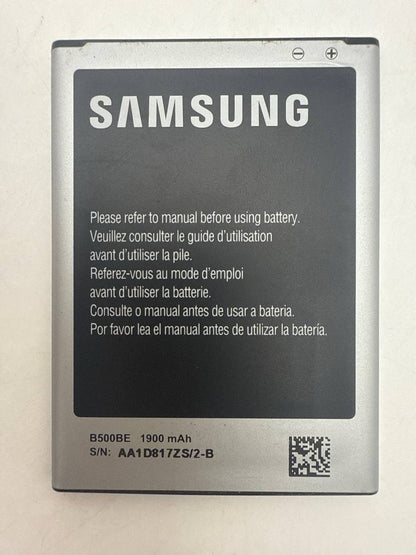 ⊖ ⊕
SAMSUNG
Please refer to manual before using battery.
Veuillez consulter le guide d'utilisation
avant d'utiliser la pile.
Referez-vous au mode d'emploi
avant d'utiliser la batterie.
Consulte o manual antes de usar a bateria.
Por favor lea el manual antes de utilizar la batería.
B500BE 1900 mAh
S/N: AA1D817ZS/2-B